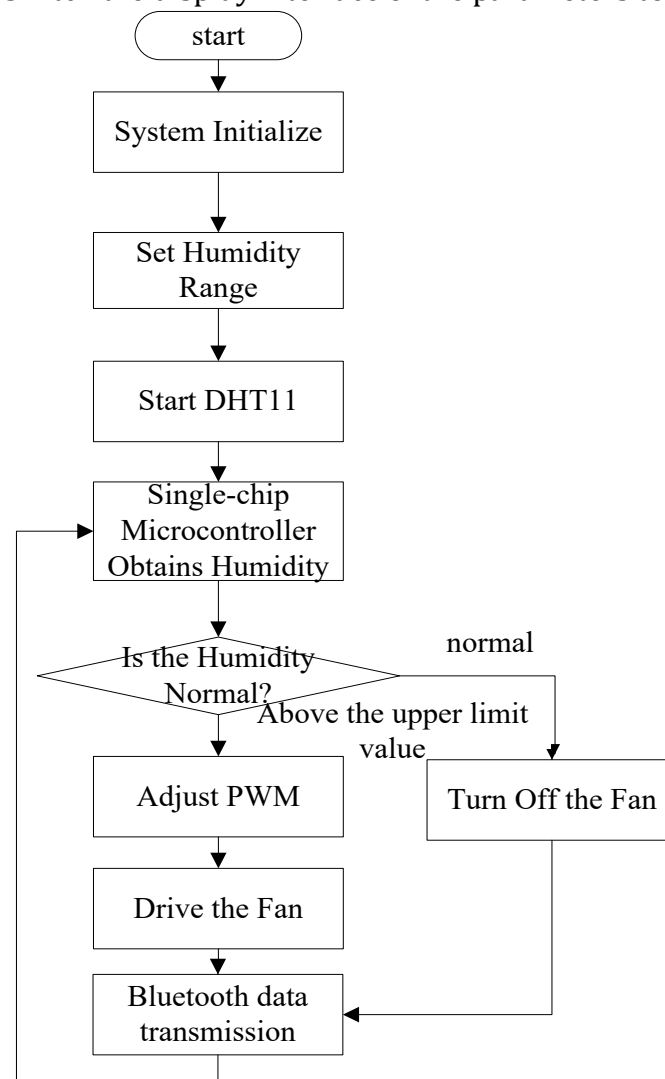 start
System Initialize
Set Humidity
Range
Start DHT11
Single-chip
Microcontroller
Obtains Humidity
Is the Humidity
Normal?
normal
Above the upper limit
value
Adjust PWM
Turn Off the Fan
Drive the Fan
Bluetooth data
transmission